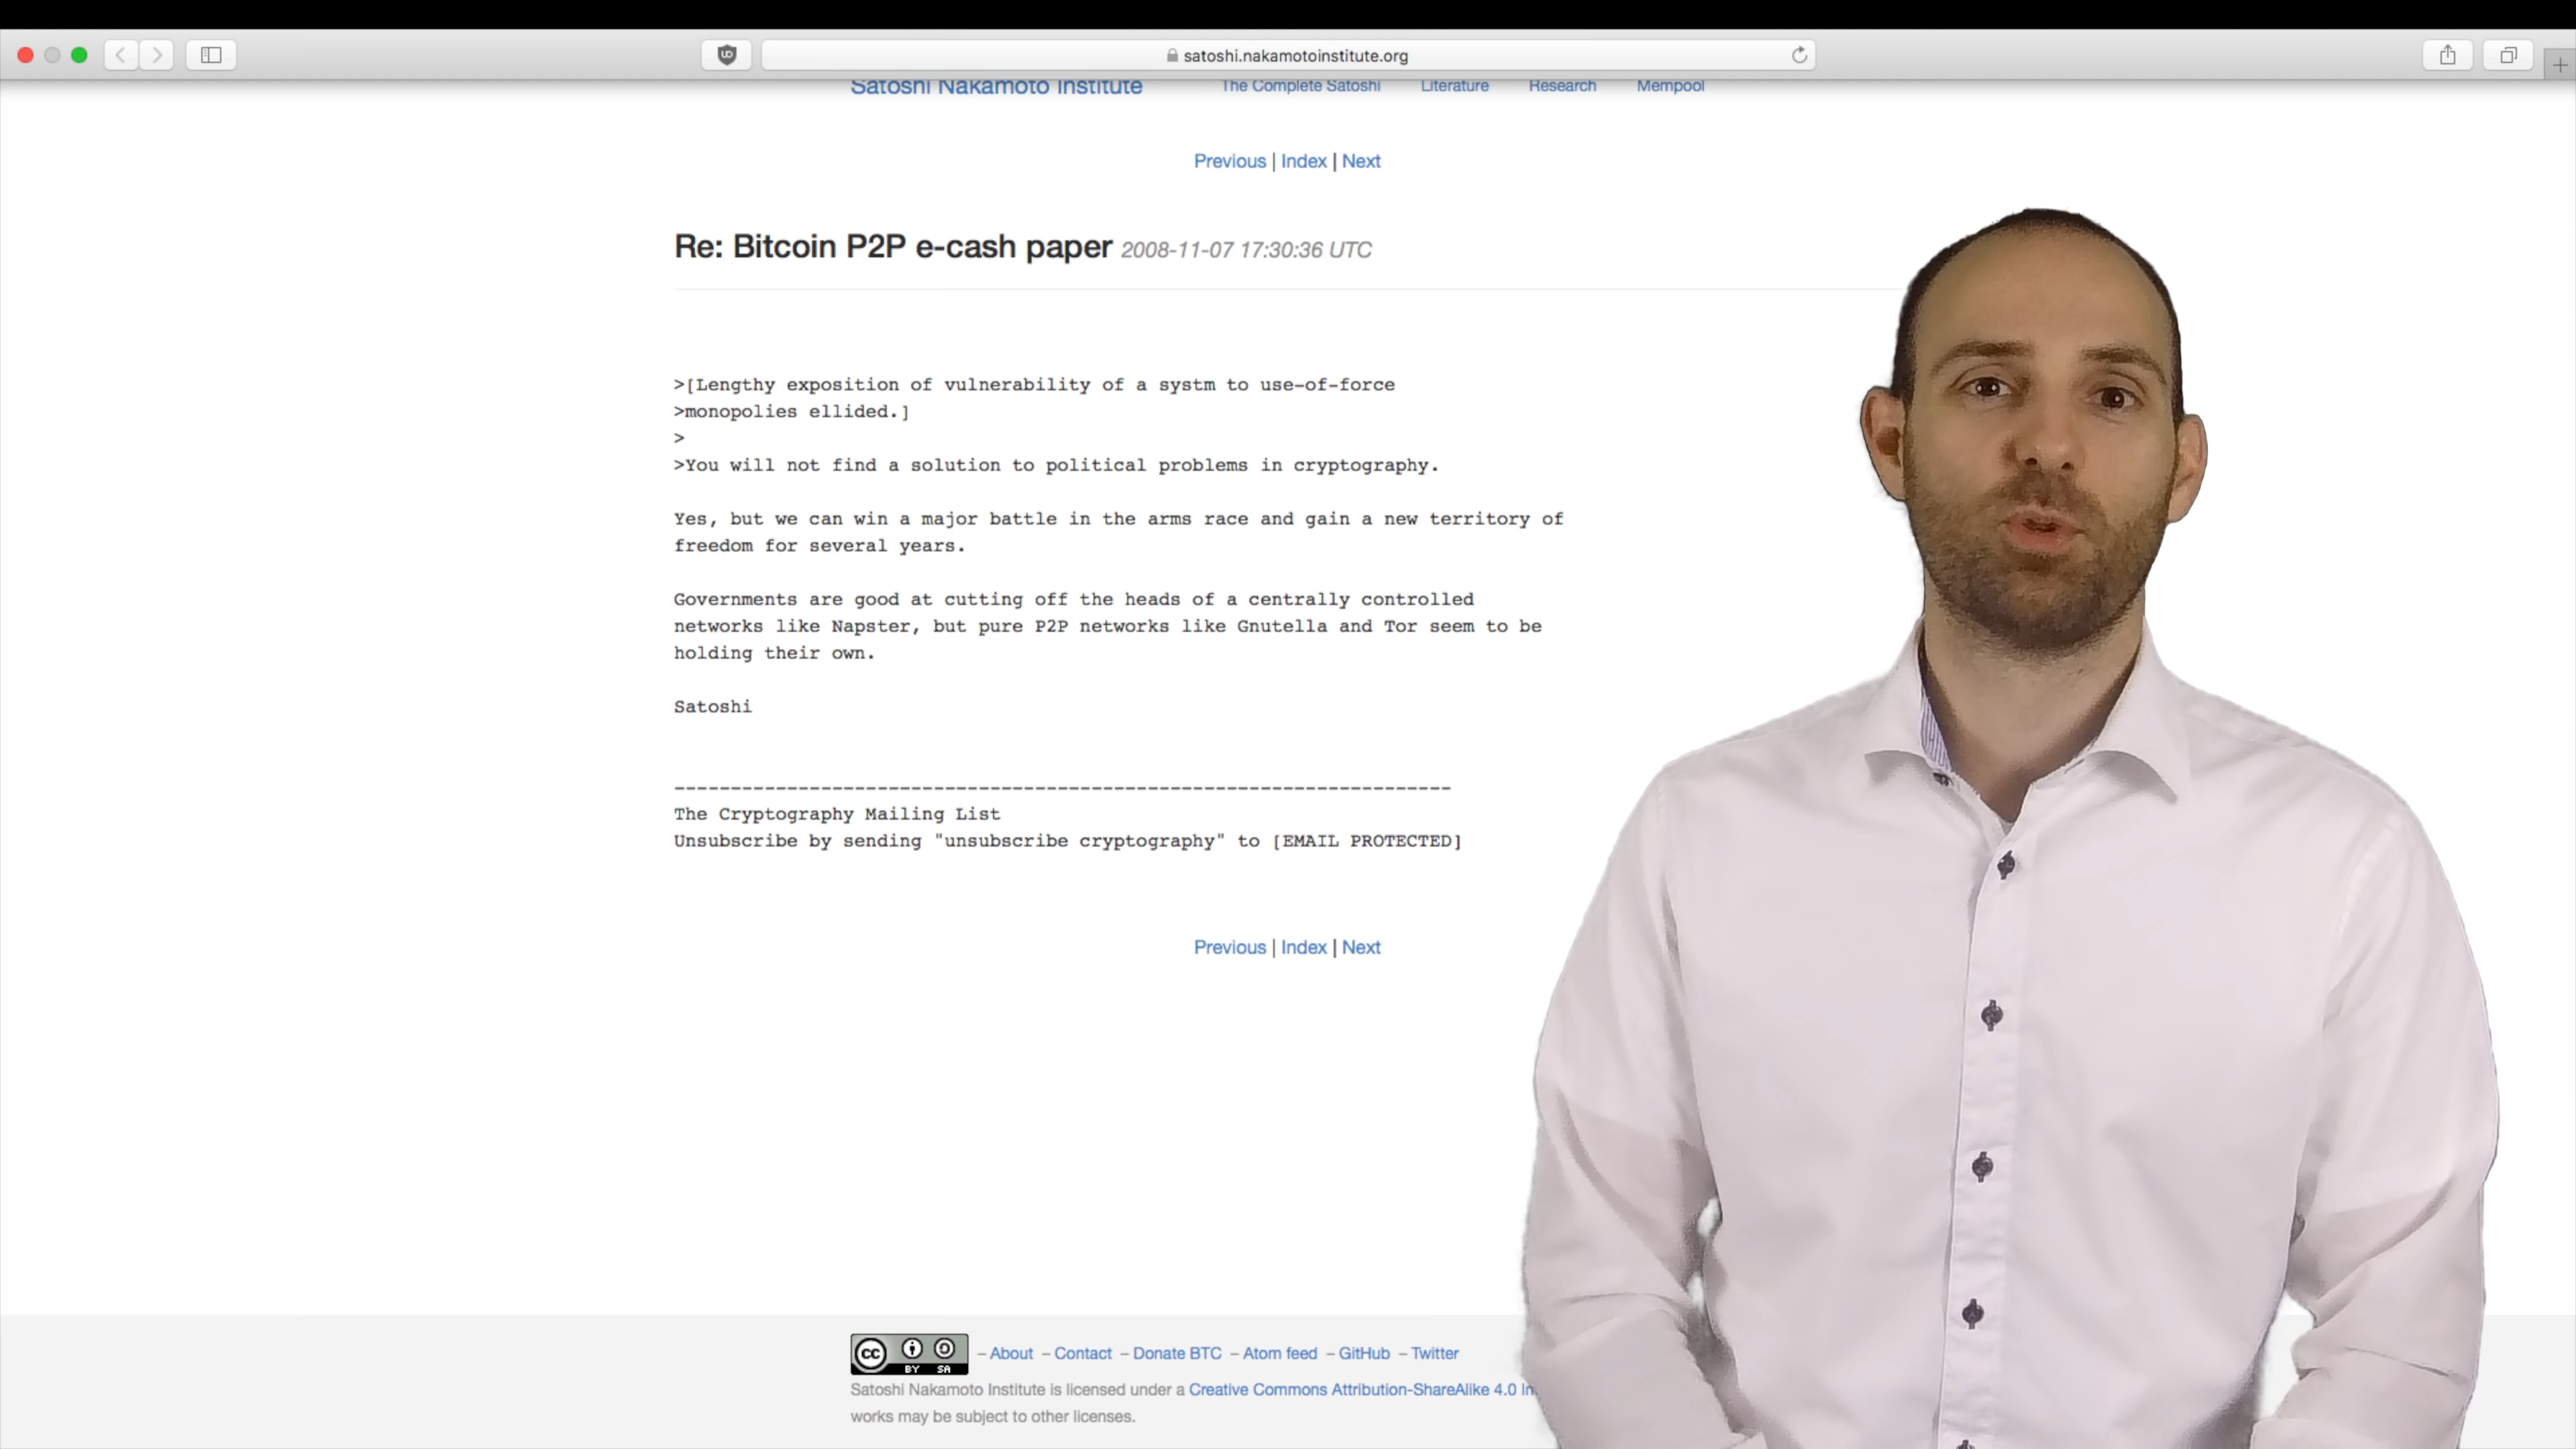 satoshi.nakamotoinstitute.org
Satoshi Nakamoto Institute The Complete Satoshi Literature Research Mempool
Previous | Index | Next
Re: Bitcoin P2P e-cash paper 2008-11-07 17:30:36 UTC
>[Lengthy exposition of vulnerability of a systm to use-of-force
>monopolies ellided.]
>
>You will not find a solution to political problems in cryptography.
Yes, but we can win a major battle in the arms race and gain a new territory of
freedom for several years.
Governments are good at cutting off the heads of a centrally controlled
networks like Napster, but pure P2P networks like Gnutella and Tor seem to be
holding their own.
Satoshi
---------------------------------------------------------------------
The Cryptography Mailing List
Unsubscribe by sending "unsubscribe cryptography" to [EMAIL PROTECTED]
Previous | Index | Next
cc BY SA – About – Contact – Donate BTC – Atom feed – GitHub – Twitter
Satoshi Nakamoto Institute is licensed under a Creative Commons Attribution-ShareAlike 4.0
works may be subject to other licenses.